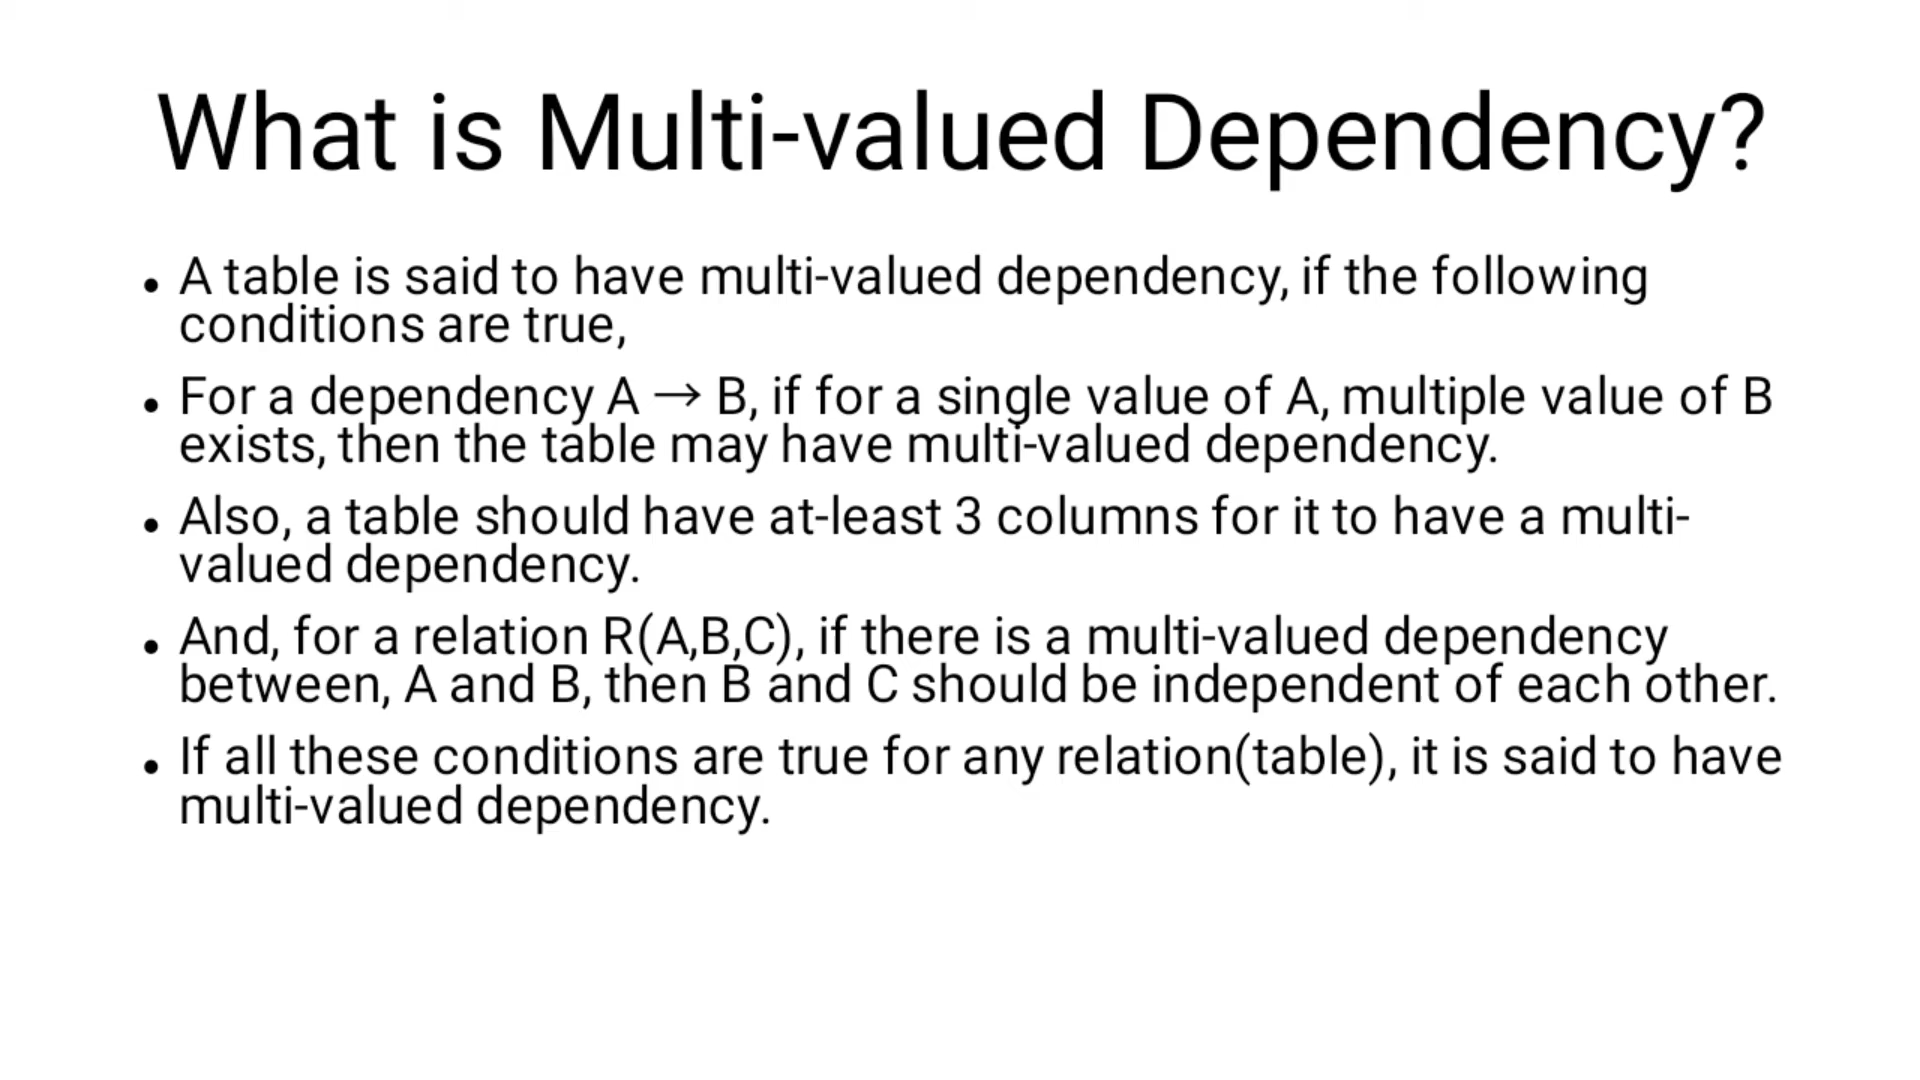 What is Multi-valued Dependency?
• A table is said to have multi-valued dependency, if the following
conditions are true,
• For a dependency A → B, if for a single value of A, multiple value of B
exists, then the table may have multi-valued dependency.
• Also, a table should have at-least 3 columns for it to have a multi-
valued dependency.
• And, for a relation R(A,B,C), if there is a multi-valued dependency
between, A and B, then B and C should be independent of each other.
• If all these conditions are true for any relation(table), it is said to have
multi-valued dependency.